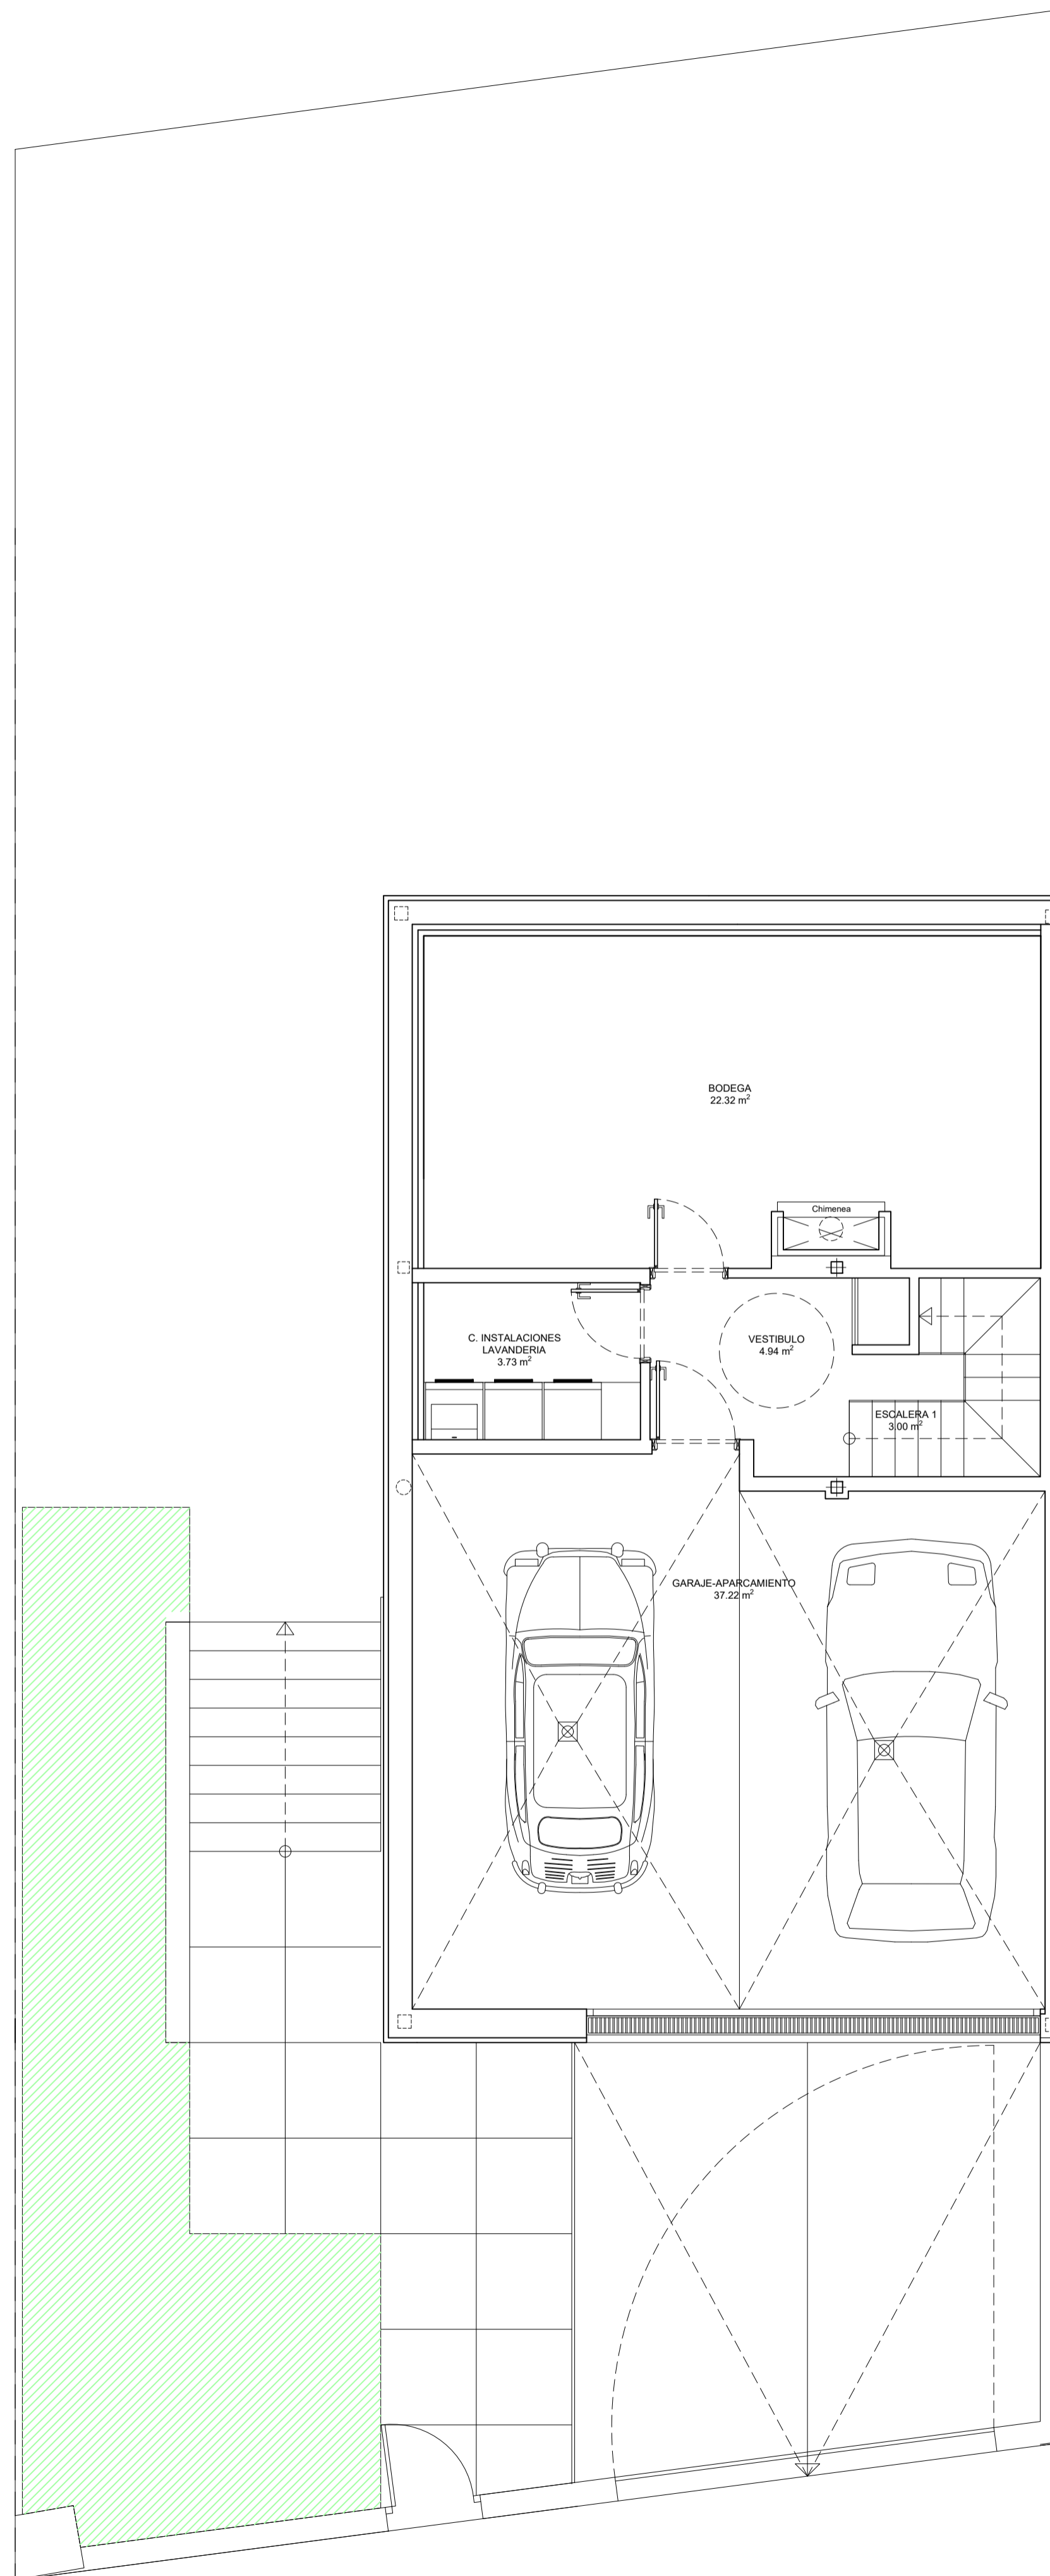 BODEGA
22.32 m²
Chimenea
C. INSTALACIONES
LAVANDERIA
3.73 m²
VESTIBULO
4.94 m²
ESCALERA 1
3.00 m²
GARAJE-APARCAMIENTO
37.22 m²